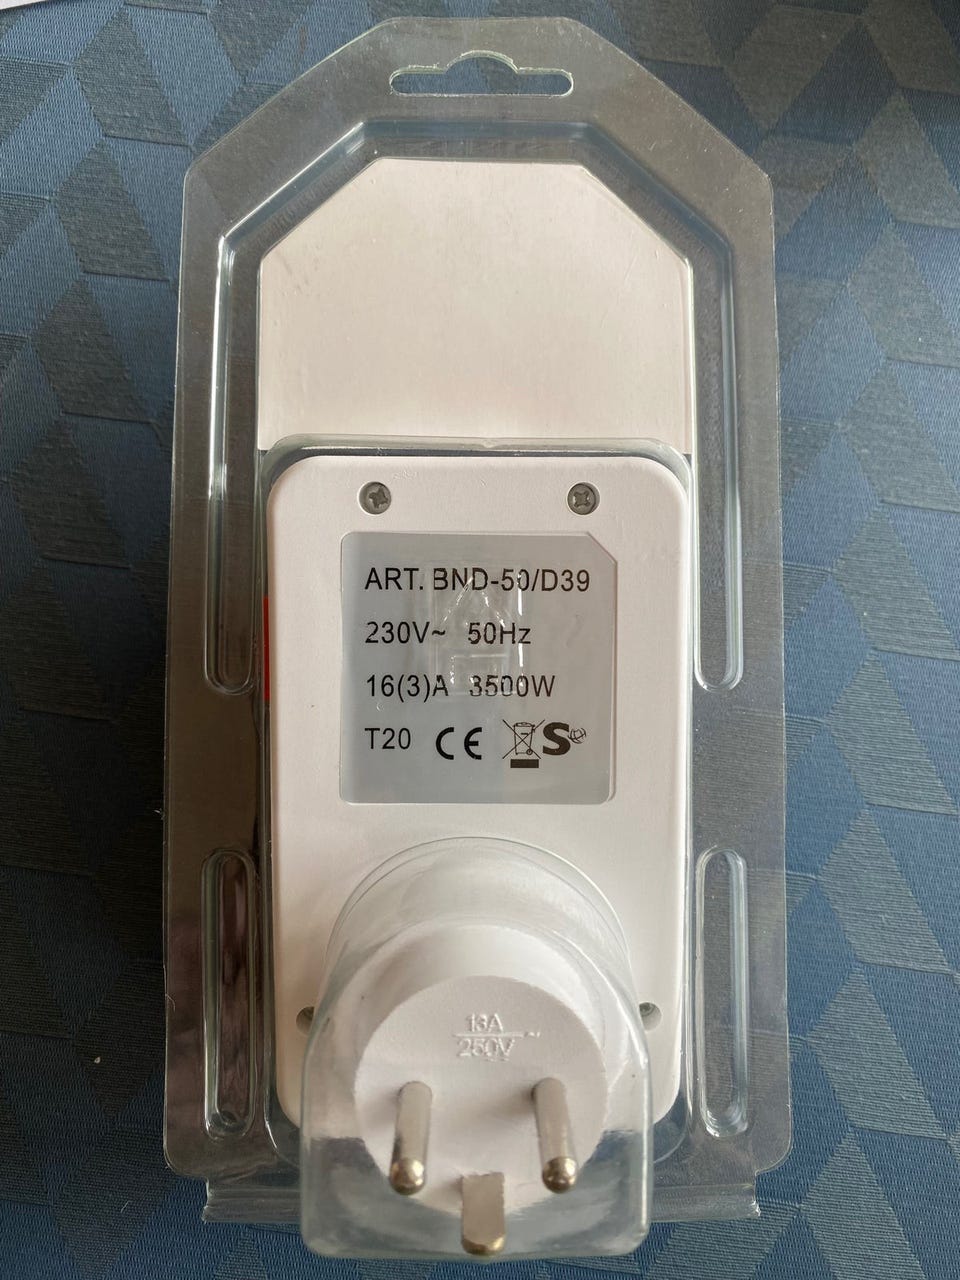 ART. BND-50/D39
230V~ 50Hz
16(3)A 3500W
T20 CE S
13A
250V~